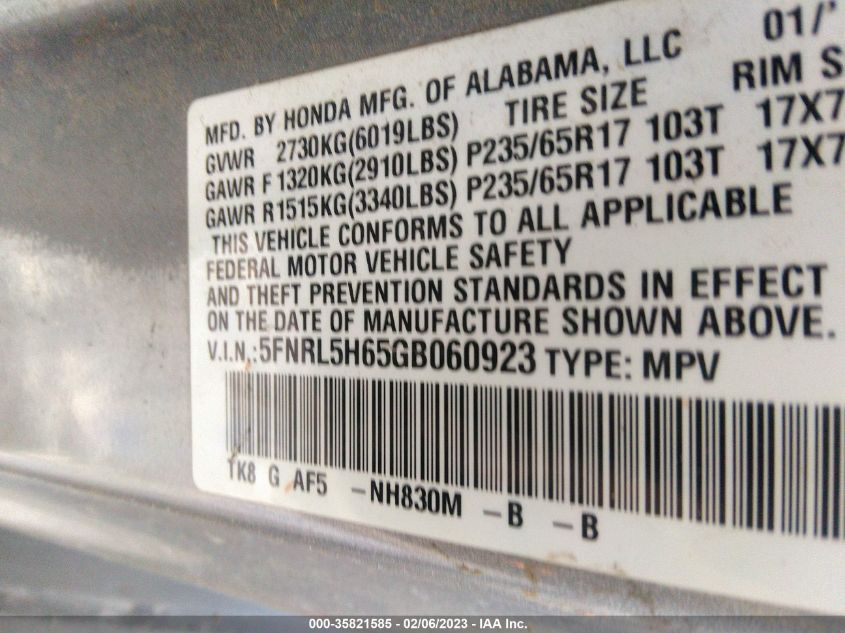 01/'
MFD. BY HONDA MFG. OF ALABAMA, LLC
GVWR 2730KG(6019LBS) TIRE SIZE RIM S
GAWR F 1320KG(2910LBS) P235/65R17 103T 17X7
GAWR R1515KG(3340LBS) P235/65R17 103T 17X7
THIS VEHICLE CONFORMS TO ALL APPLICABLE
FEDERAL MOTOR VEHICLE SAFETY
AND THEFT PREVENTION STANDARDS IN EFFECT
ON THE DATE OF MANUFACTURE SHOWN ABOVE.
V.I.N.:5FNRL5H65GB060923 TYPE: MPV
TK8 G AF5 -NH830M -B -B
000-35821585 - 02/06/2023 - IAA Inc.